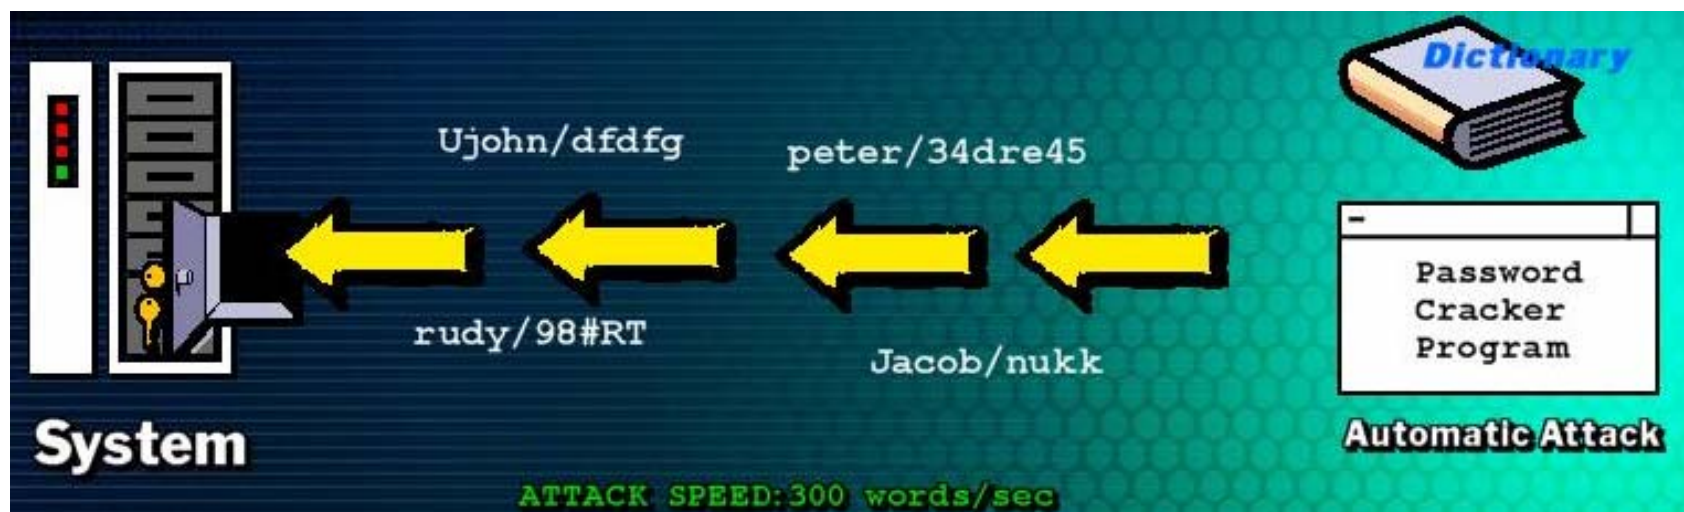 Dictionary
Ujohn/dfdfg
peter/34dre45
rudy/98#RT
Jacob/nukk
Password
Cracker
Program
System
Automatic Attack
ATTACK SPEED:300 words/sec